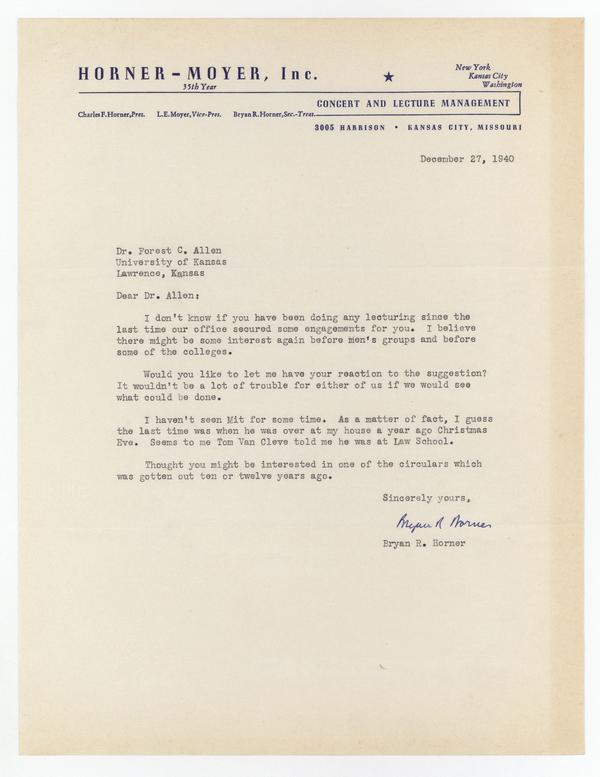 HORNER-MOYER, Inc.
35th Year
New York
Kansas City
Washington
CONCERT AND LECTURE MANAGEMENT
Charles F. Horner, Pres. L.E. Moyer, Vice-Pres. Bryan R. Horner, Sec.-Treas.
3005 HARRISON • KANSAS CITY, MISSOURI
December 27, 1940
Dr. Forest C. Allen
University of Kansas
Lawrence, Kansas
Dear Dr. Allen:
I don't know if you have been doing any lecturing since the
last time our office secured some engagements for you. I believe
there might be some interest again before men's groups and before
some of the colleges.
Would you like to let me have your reaction to the suggestion?
It wouldn't be a lot of trouble for either of us if we would see
what could be done.
I haven't seen Mit for some time. As a matter of fact, I guess
the last time was when he was over at my house a year ago Christmas
Eve. Seems to me Tom Van Cleve told me he was at Law School.
Thought you might be interested in one of the circulars which
was gotten out ten or twelve years ago.
Sincerely yours,
Bryan R Horner
Bryan R. Horner